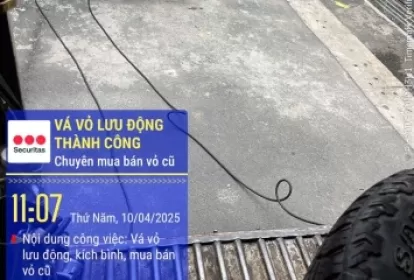 VÁ VỎ LƯU ĐỘNG
THÀNH CÔNG
Securitas
Chuyên mua bán vỏ cũ
11:07
Thứ Năm, 10/04/2025
Nội dung công việc: Vá vỏ
lưu động, kích bình, mua bán
vỏ cũ